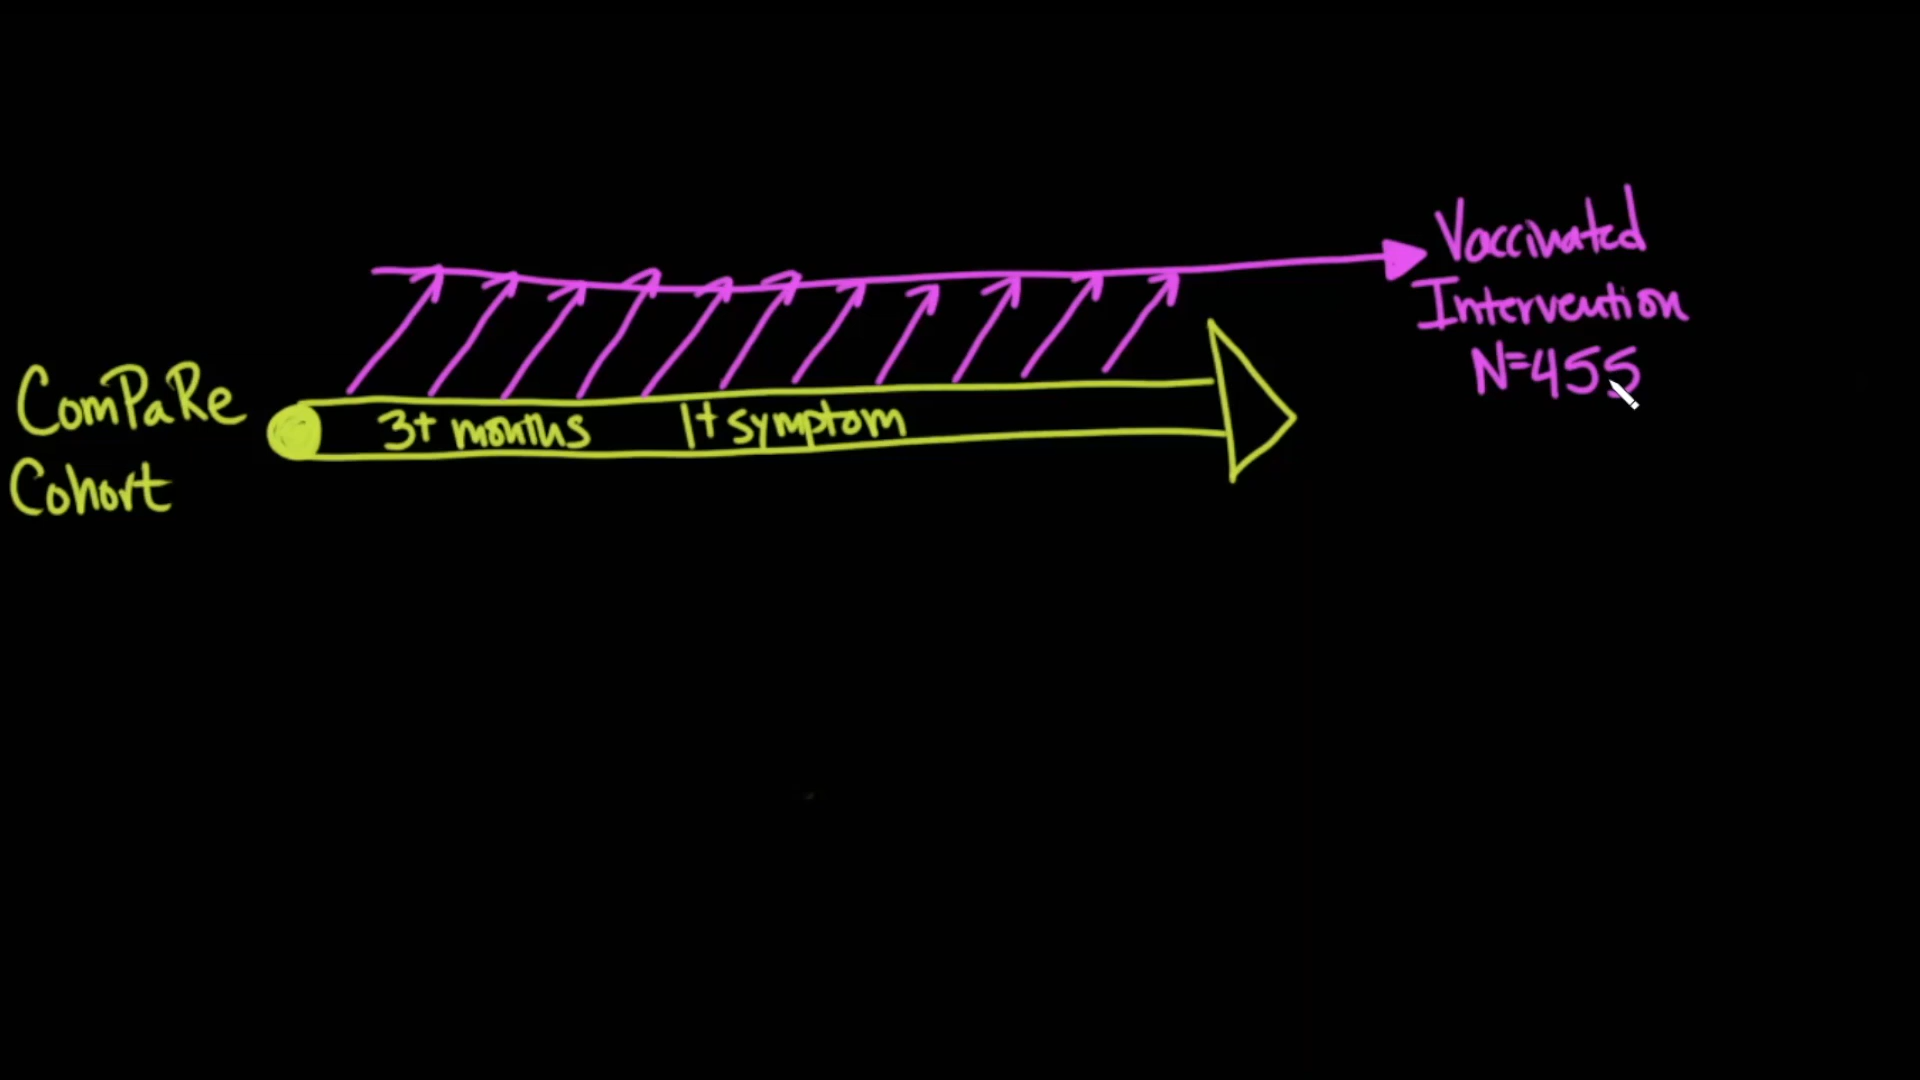 ComPaRe
Cohort
3+ months 1+ symptom
Vaccinated
Intervention
N=455